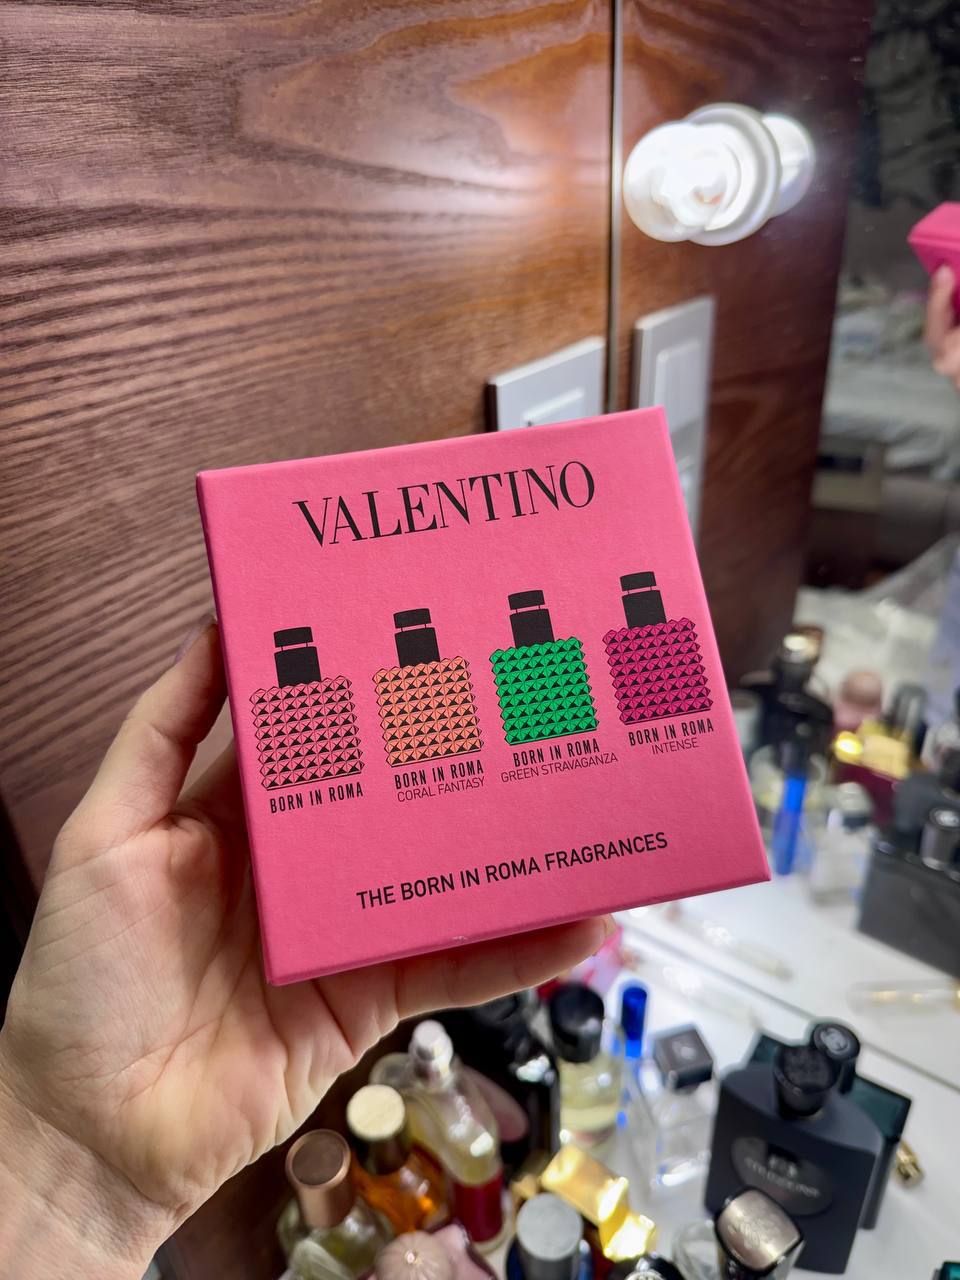 VALENTINO
BORN IN ROMA
BORN IN ROMA
CORAL FANTASY
BORN IN ROMA
GREEN STRAVAGANZA
BORN IN ROMA
INTENSE
THE BORN IN ROMA FRAGRANCES